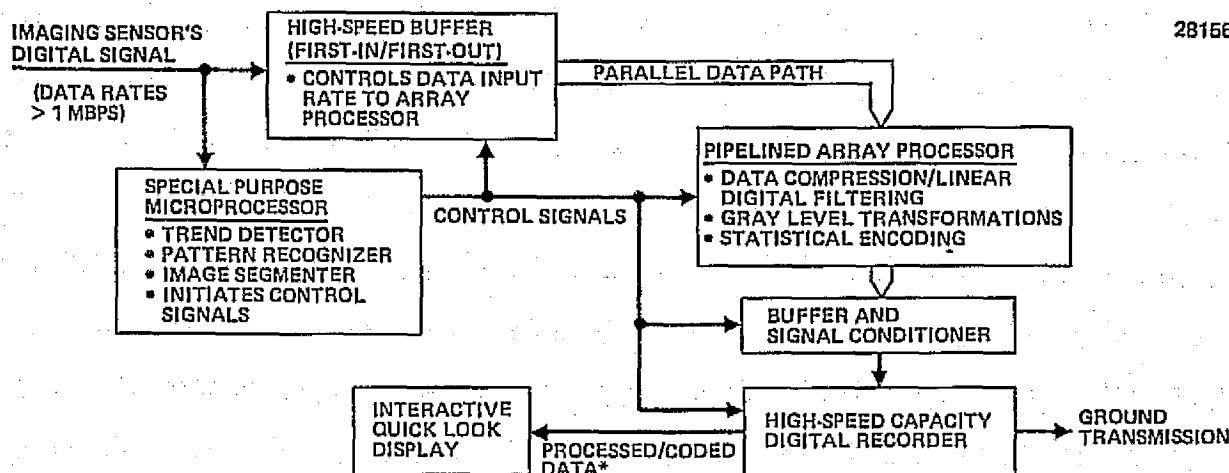 28156
IMAGING SENSOR'S
DIGITAL SIGNAL
(DATA RATES
> 1 MBPS)
HIGH-SPEED BUFFER
(FIRST-IN/FIRST-OUT)
• CONTROLS DATA INPUT
RATE TO ARRAY
PROCESSOR
PARALLEL DATA PATH
SPECIAL PURPOSE
MICROPROCESSOR
• TREND DETECTOR
• PATTERN RECOGNIZER
• IMAGE SEGMENTER
• INITIATES CONTROL
SIGNALS
CONTROL SIGNALS
PIPELINED ARRAY PROCESSOR
• DATA COMPRESSION/LINEAR
DIGITAL FILTERING
• GRAY LEVEL TRANSFORMATIONS
• STATISTICAL ENCODING
BUFFER AND
SIGNAL CONDITIONER
INTERACTIVE
QUICK LOOK
DISPLAY
PROCESSED/CODED
DATA*
HIGH-SPEED CAPACITY
DIGITAL RECORDER
GROUND
TRANSMISSION